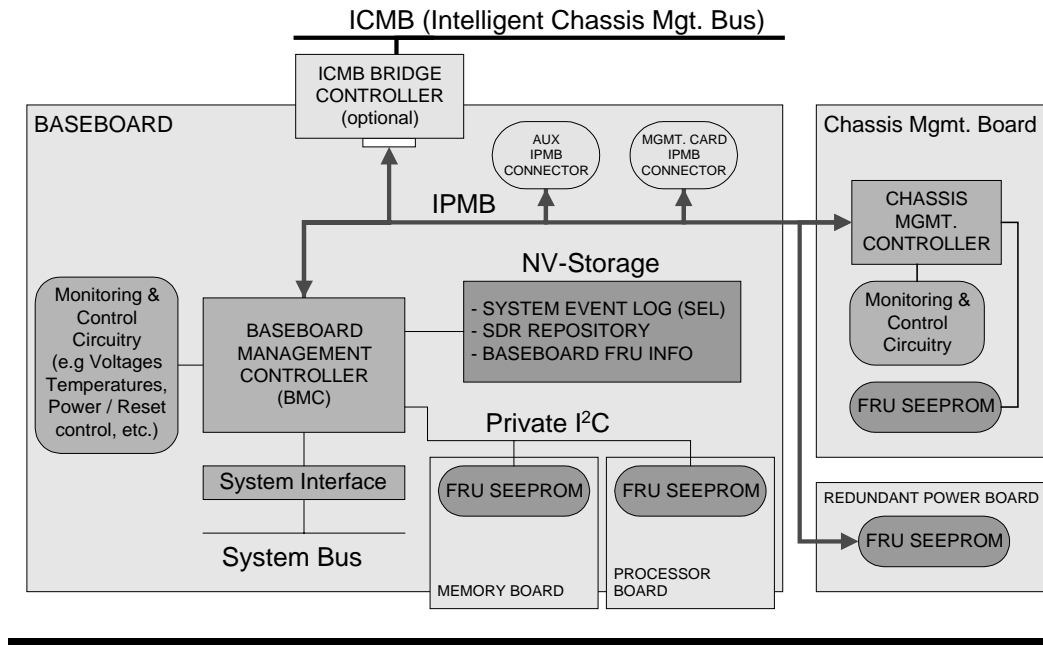 ICMB (Intelligent Chassis Mgt. Bus)
ICMB BRIDGE
CONTROLLER
(optional)
BASEBOARD
AUX
IPMB
CONNECTOR
MGMT. CARD
IPMB
CONNECTOR
Chassis Mgmt. Board
IPMB
CHASSIS
MGMT.
CONTROLLER
NV-Storage
- SYSTEM EVENT LOG (SEL)
- SDR REPOSITORY
- BASEBOARD FRU INFO
Monitoring &
Control
Circuitry
(e.g Voltages
Temperatures,
Power / Reset
control, etc.)
BASEBOARD
MANAGEMENT
CONTROLLER
(BMC)
Monitoring &
Control
Circuitry
FRU SEEPROM
Private I²C
System Interface
FRU SEEPROM
FRU SEEPROM
System Bus
MEMORY BOARD
PROCESSOR
BOARD
REDUNDANT POWER BOARD
FRU SEEPROM